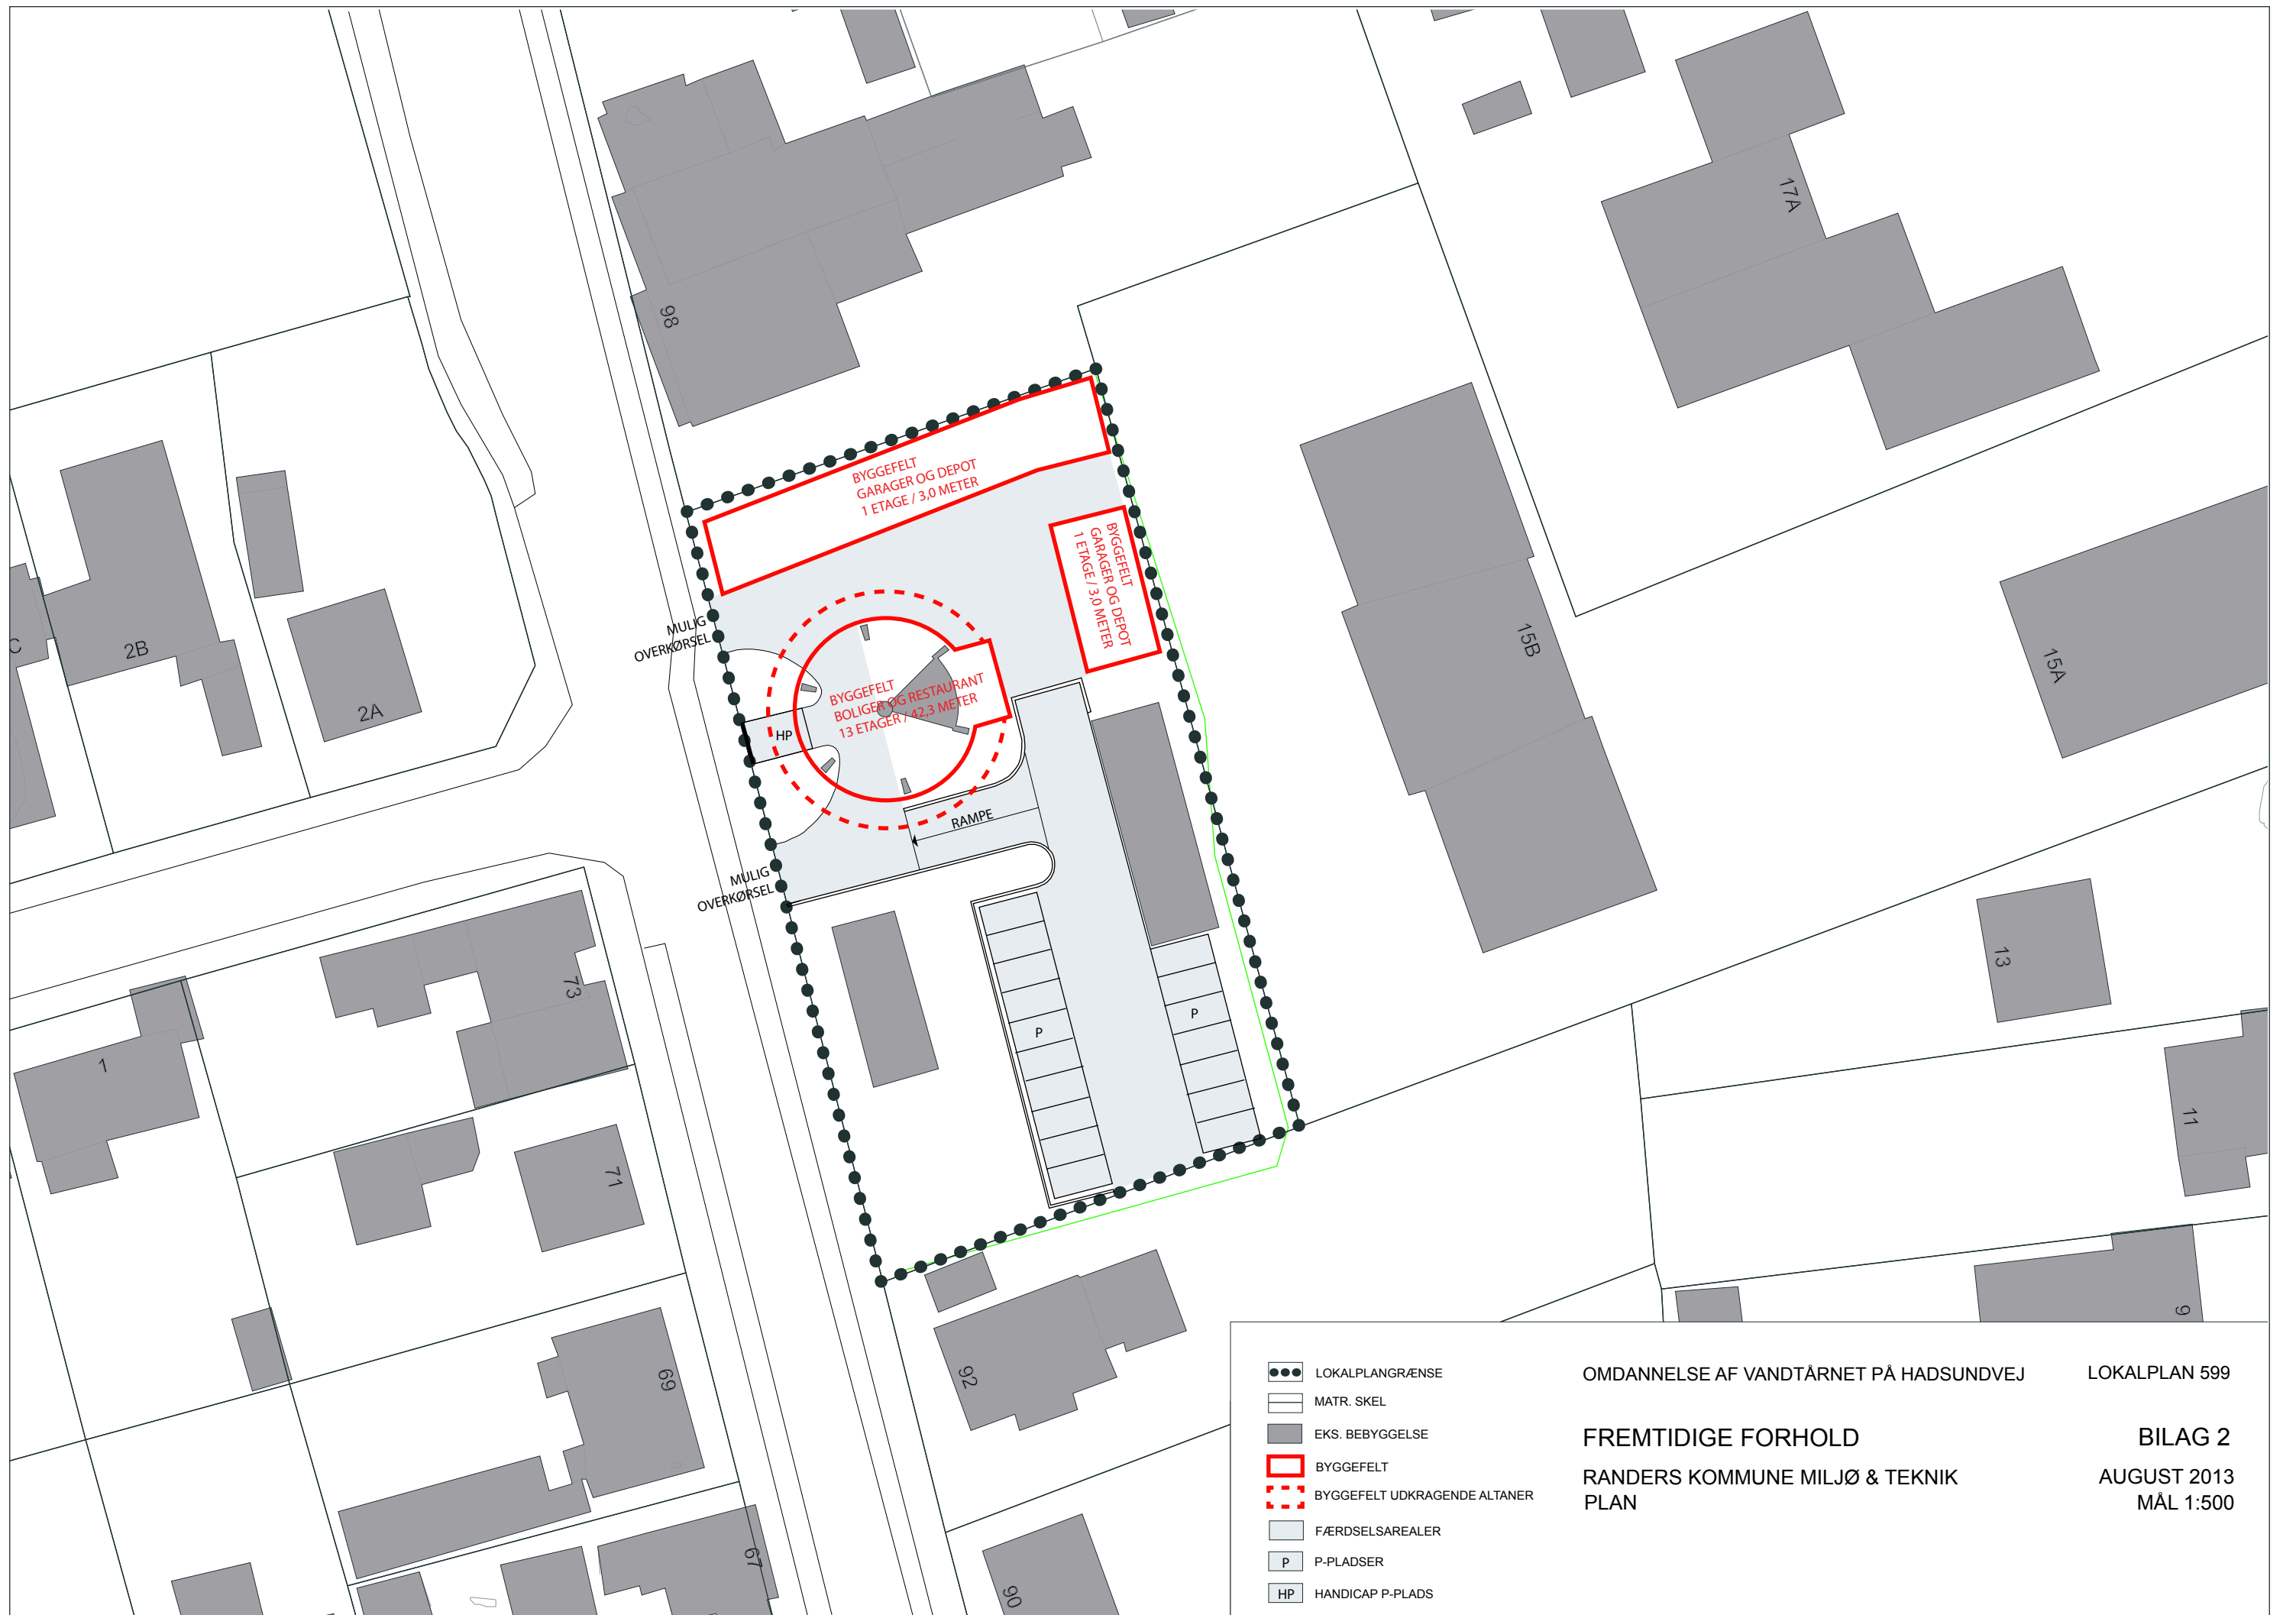 98
17A
BYGGEFELT
GARAGER OG DEPOT
1 ETAGE / 3,0 METER
BYGGEFELT
GARAGER OG DEPOT
1 ETAGE / 3,0 METER
MULIG
OVERKØRSEL
C
2B
2A
15B
15A
BYGGEFELT
BOLIGER OG RESTAURANT
13 ETAGER / 42,3 METER
HP
RAMPE
MULIG
OVERKØRSEL
73
13
P
P
1
11
71
9
69
92
67
90
LOKALPLANGRÆNSE
MATR. SKEL
EKS. BEBYGGELSE
BYGGEFELT
BYGGEFELT UDKRAGENDE ALTANER
FÆRDSELSAREALER
P P-PLADSER
HP HANDICAP P-PLADS
OMDANNELSE AF VANDTÅRNET PÅ HADSUNDVEJ LOKALPLAN 599
FREMTIDIGE FORHOLD BILAG 2
RANDERS KOMMUNE MILJØ & TEKNIK AUGUST 2013
PLAN MÅL 1:500